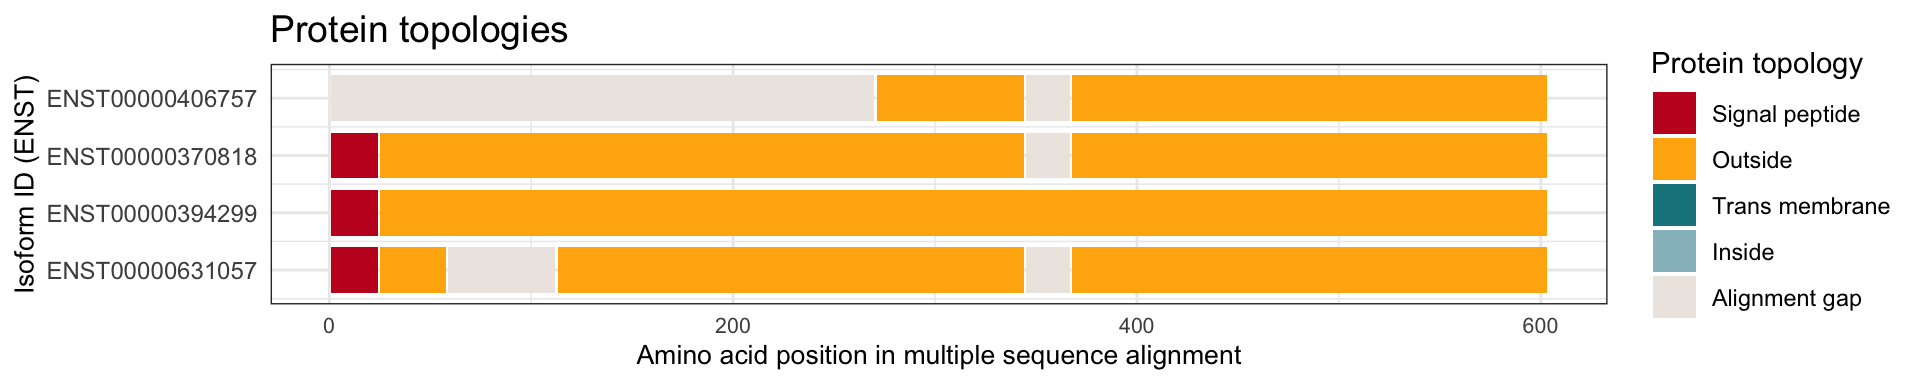 Protein topologies
Isoform ID (ENST)
ENST00000406757
ENST00000370818
ENST00000394299
ENST00000631057
0 200 400 600
Amino acid position in multiple sequence alignment
Protein topology
Signal peptide
Outside
Trans membrane
Inside
Alignment gap